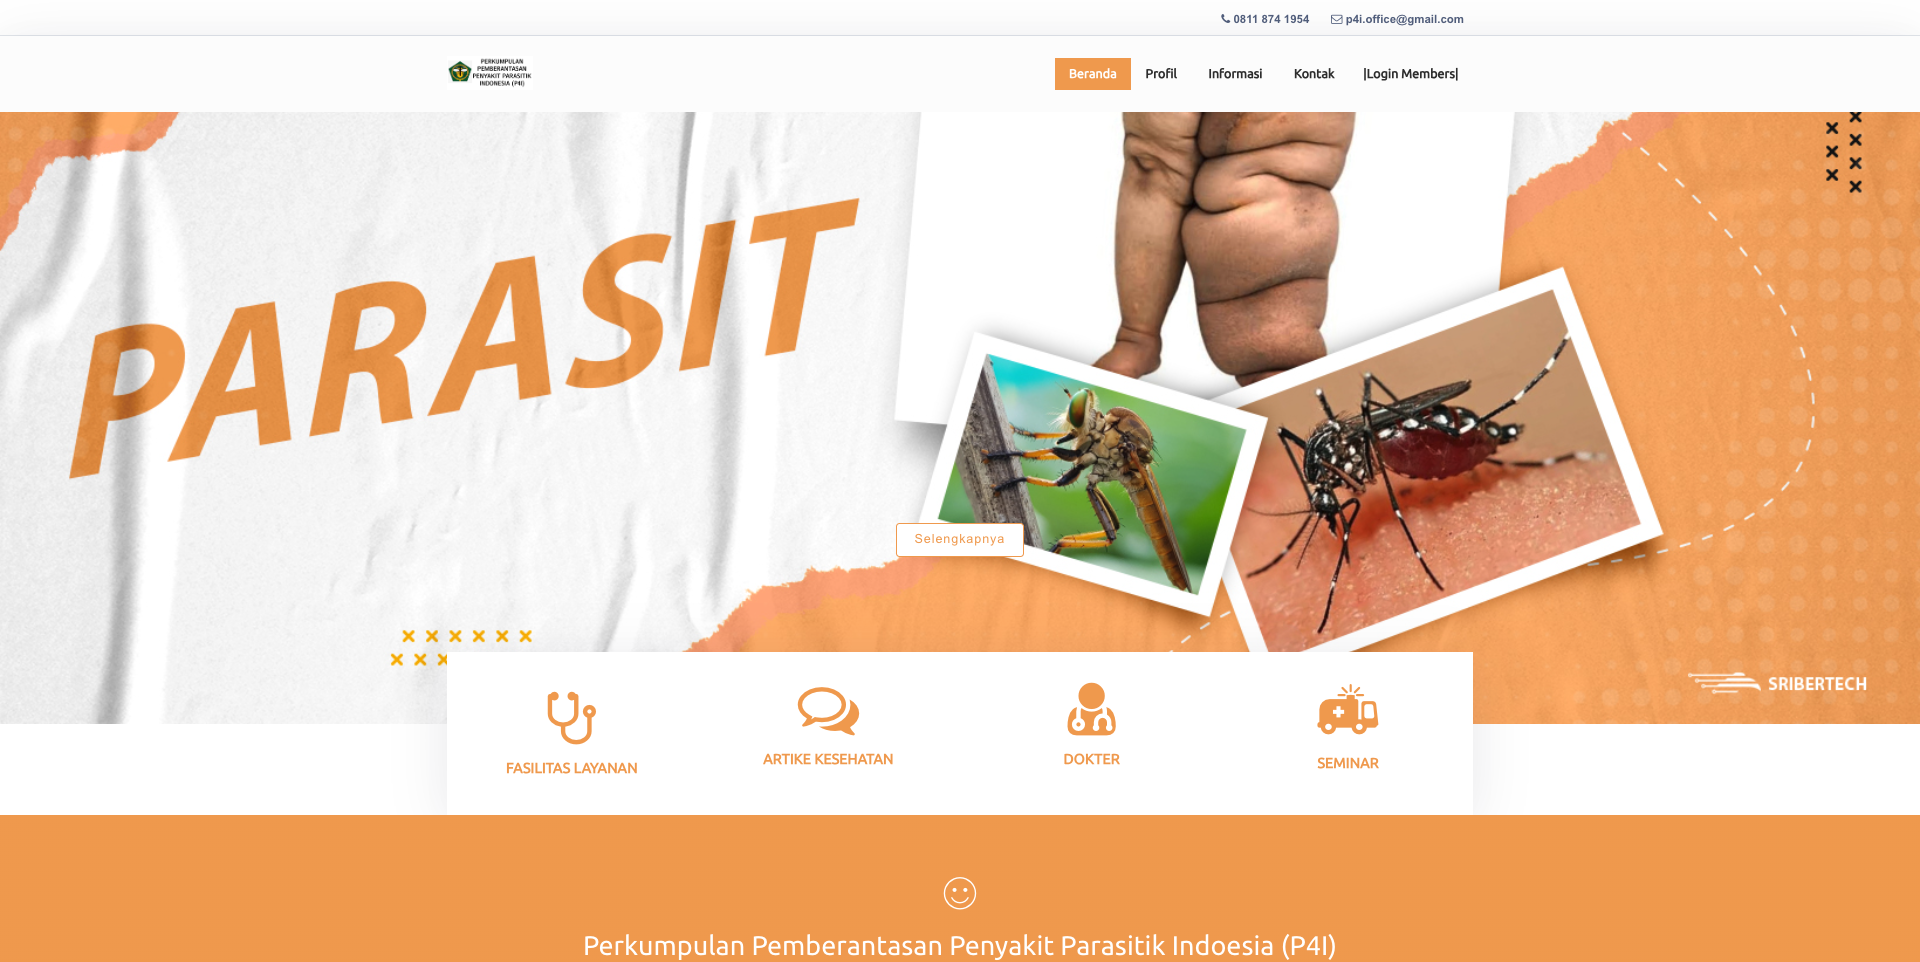 0811 874 1954
p4i.office@gmail.com
PERKUMPULAN
PEMBERANTASAN
PENYAKIT PARASITIK
INDONESIA (P4I)
Beranda
Profil
Informasi
Kontak
|Login Members|
PARASIT
Selengkapnya
SRIBERTECH
FASILITAS LAYANAN
ARTIKE KESEHATAN
DOKTER
SEMINAR
Perkumpulan Pemberantasan Penyakit Parasitik Indoesia (P4I)